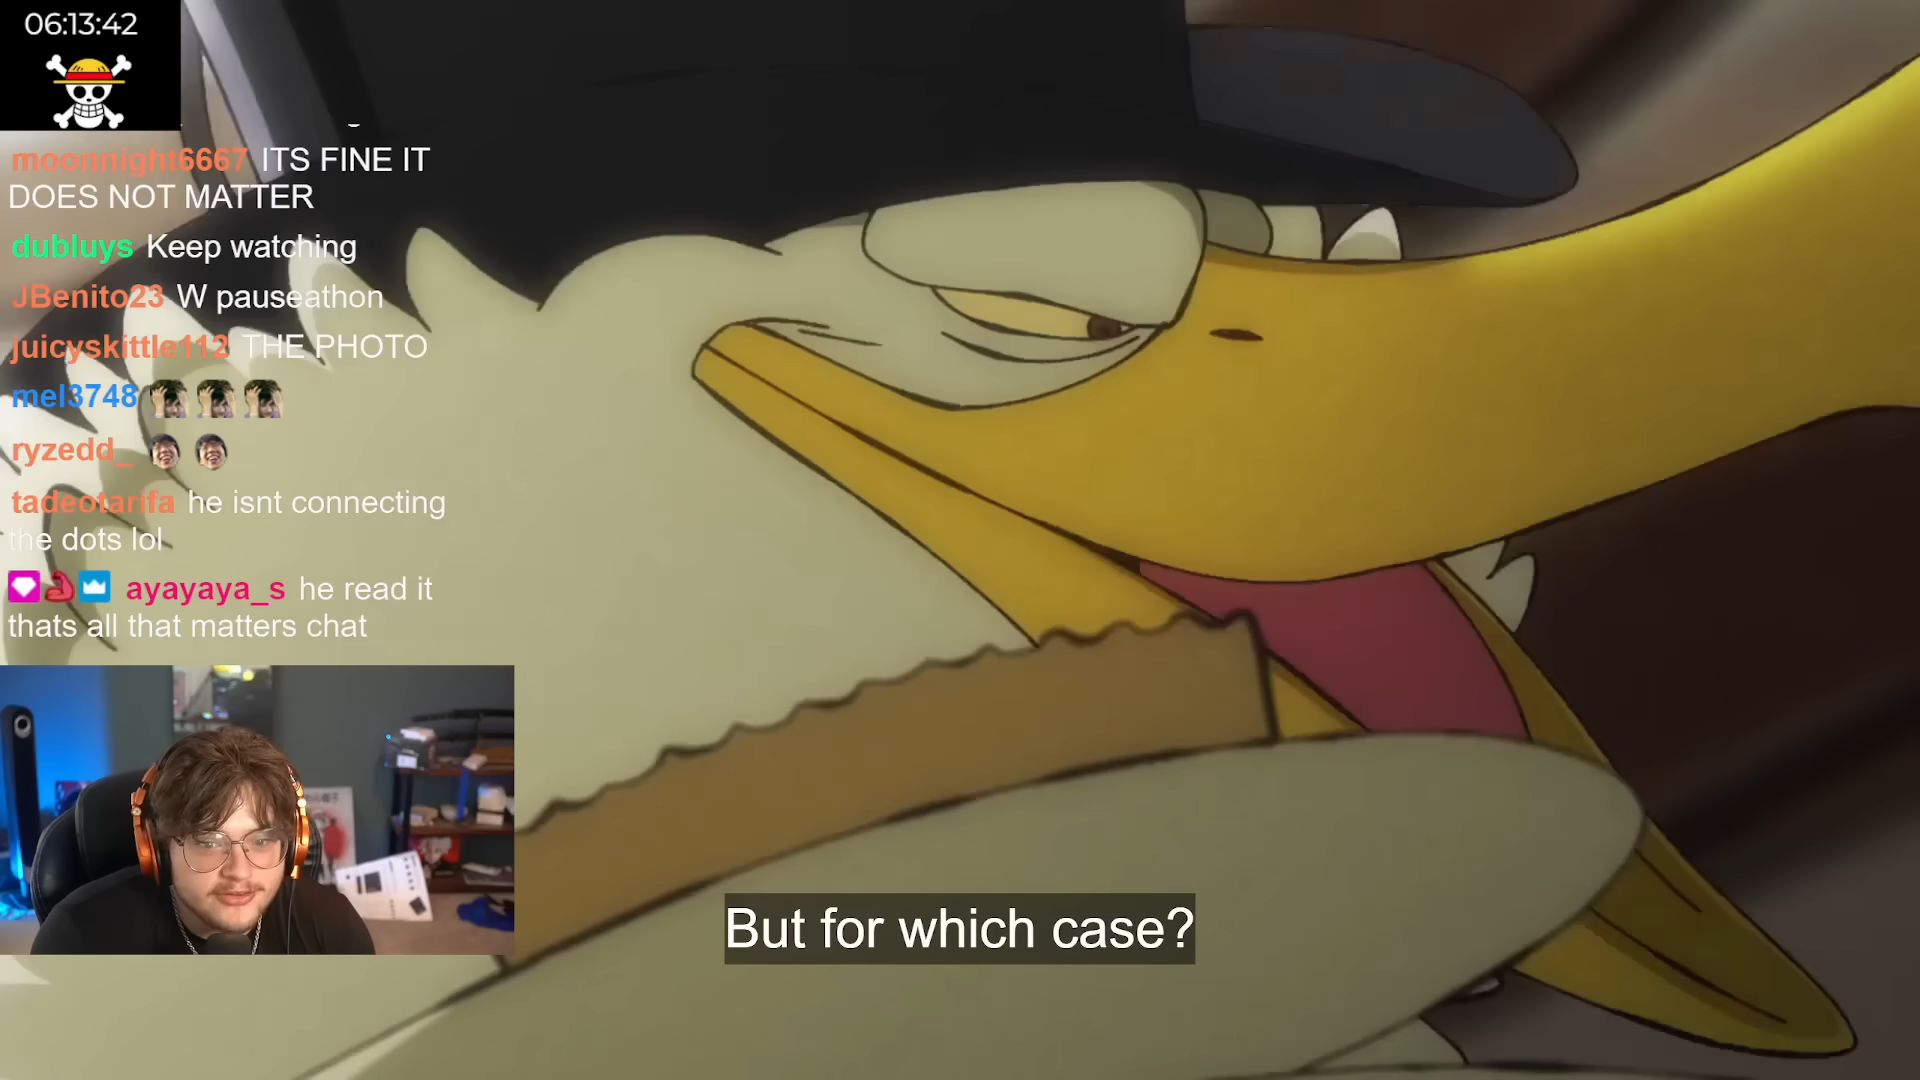 06:13:42
moonnight6667 ITS FINE IT
DOES NOT MATTER
dubluys Keep watching
JBenito23 W pauseathon
juicyskittle112 THE PHOTO
mel3748
ryzedd_
tadeotarifa he isnt connecting
the dots lol
ayayaya_s he read it
thats all that matters chat
But for which case?